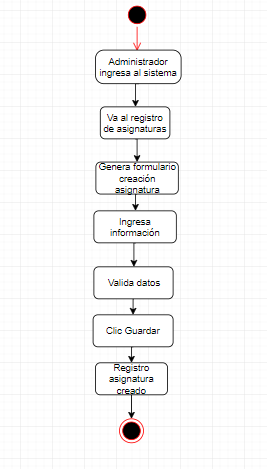 Administrador
ingresa al sistema
Va al registro
de asignaturas
Genera formulario
creación
asignatura
Ingresa
información
Valida datos
Clic Guardar
Registro
asignatura
creado